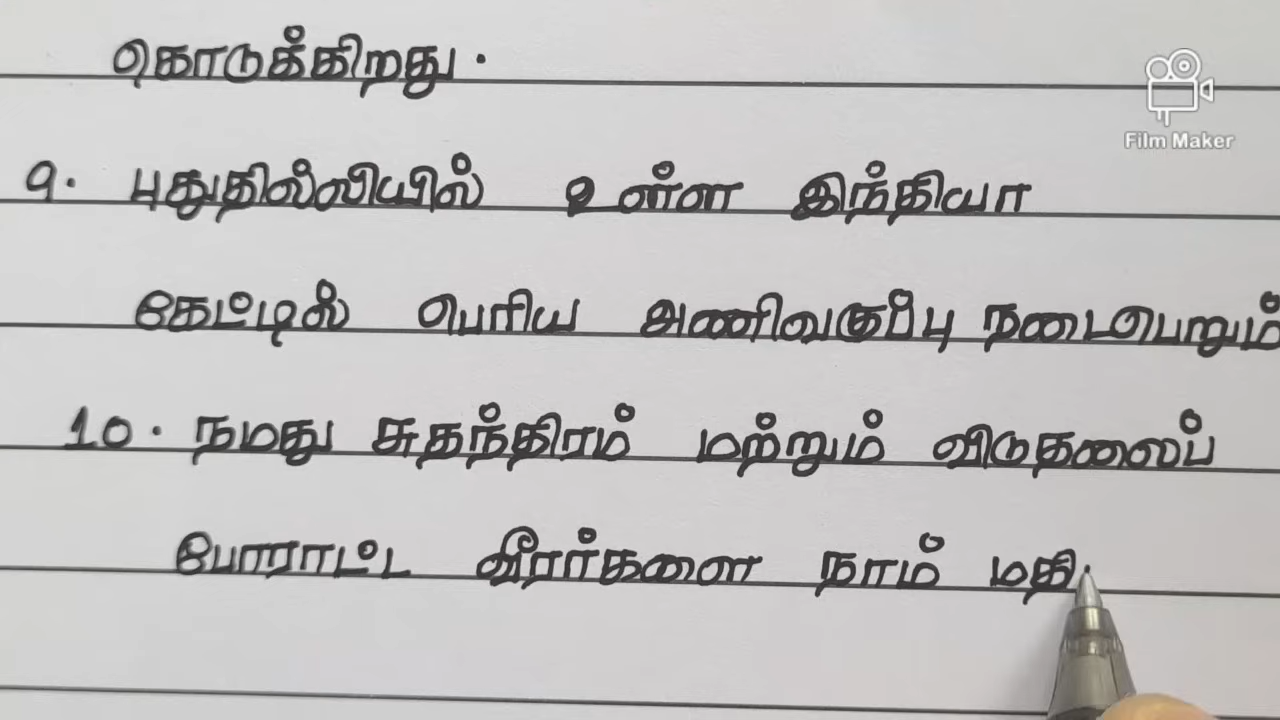 கொடுக்கிறது.
Film Maker
9. புதுதில்லியில் உள்ள இந்தியா
கேட்டில் பெரிய அணிவகுப்பு நடைபெறும்
10. நமது சுதந்திரம் மற்றும் விடுதலைப்
போராட்ட வீரர்களை நாம் மதி